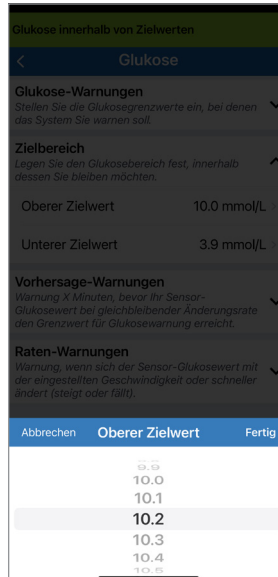 Glukose innerhalb von Zielwerten
Glukose
Glukose-Warnungen
Stellen Sie die Glukosegrenzwerte ein, bei denen
das System Sie warnen soll.
Zielbereich
Legen Sie den Glukosebereich fest, innerhalb
dessen Sie bleiben möchten.
Oberer Zielwert 10.0 mmol/L
Unterer Zielwert 3.9 mmol/L
Vorhersage-Warnungen
Warnung X Minuten, bevor Ihr Sensor-
Glukosewert bei gleichbleibender Änderungsrate
den Grenzwert für Glukosewarnung erreicht.
Raten-Warnungen
Warnung, wenn sich der Sensor-Glukosewert mit
der eingestellten Geschwindigkeit oder schneller
ändert (steigt oder fällt).
Abbrechen Oberer Zielwert Fertig
9.9
10.0
10.1
10.2
10.3
10.4
10.5